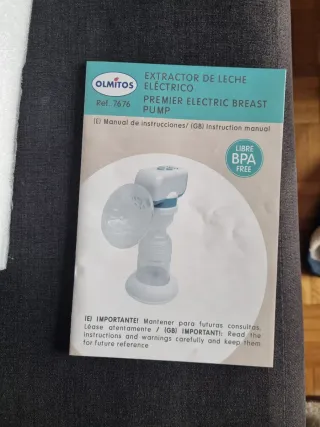 OLMITOS
Ref. 7676
EXTRACTOR DE LECHE
ELÉCTRICO
PREMIER ELECTRIC BREAST
PUMP
(E) Manual de instrucciones/ (GB) Instruction manual
LIBRE
BPA
FREE
(E) IMPORTANTE! Mantener para futuras consultas.
Léase atentamente / (GB) IMPORTANT!: Read the
instructions and warnings carefully and keep them
for future reference